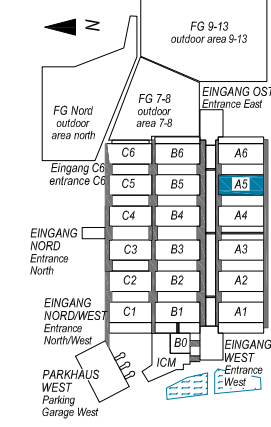 N
FG 9-13
outdoor area 9-13
FG Nord
outdoor
area north
FG 7-8
outdoor
area 7-8
EINGANG OST
Entrance East
Eingang C6
entrance C6
C6
B6
A6
C5
B5
A5
C4
B4
A4
EINGANG
NORD
Entrance
North
C3
B3
A3
C2
B2
A2
EINGANG
NORD/WEST
Entrance
North/West
C1
B1
A1
B0
ICM
EINGANG
WEST
Entrance
West
PARKHAUS
WEST
Parking
Garage West